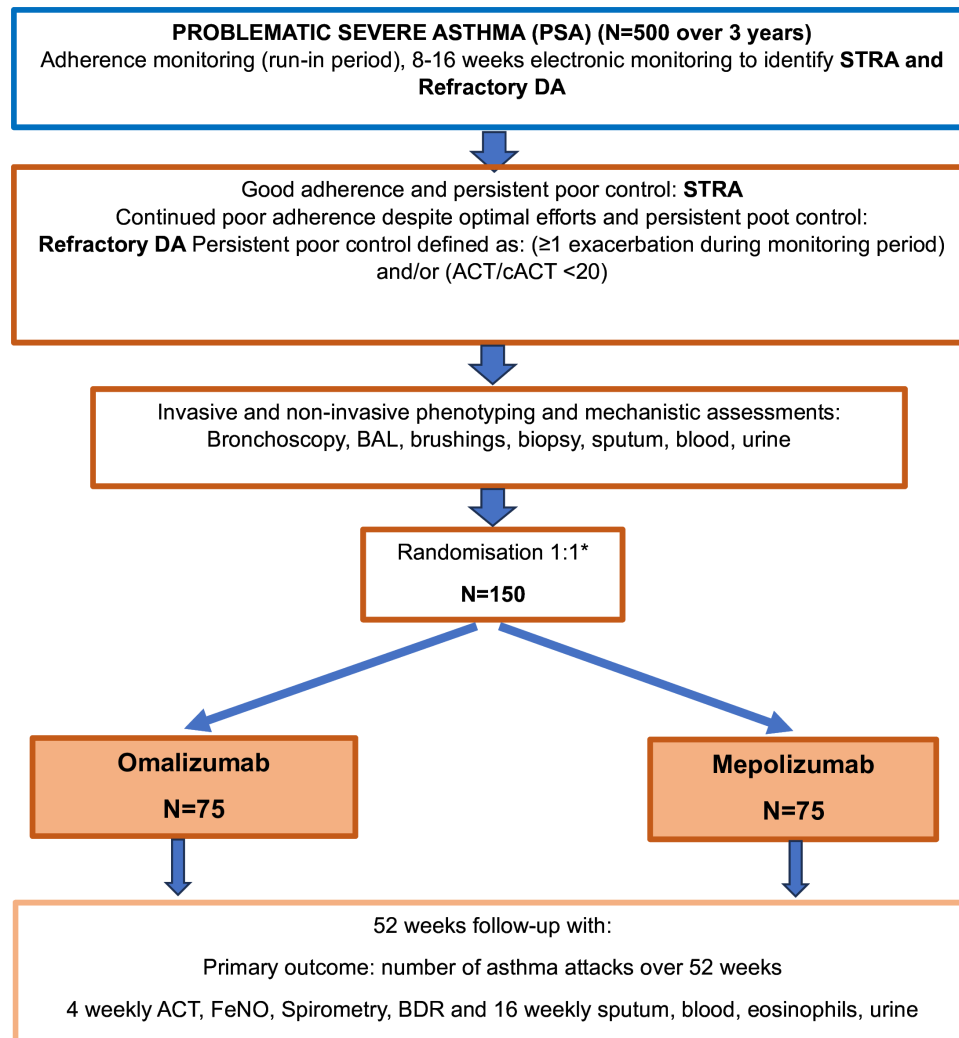 PROBLEMATIC SEVERE ASTHMA (PSA) (N=500 over 3 years)
Adherence monitoring (run-in period), 8-16 weeks electronic monitoring to identify STRA and
Refractory DA
Good adherence and persistent poor control: STRA
Continued poor adherence despite optimal efforts and persistent poot control:
Refractory DA Persistent poor control defined as: (≥1 exacerbation during monitoring period)
and/or (ACT/cACT <20)
Invasive and non-invasive phenotyping and mechanistic assessments:
Bronchoscopy, BAL, brushings, biopsy, sputum, blood, urine
Randomisation 1:1*
N=150
Omalizumab
N=75
Mepolizumab
N=75
52 weeks follow-up with:
Primary outcome: number of asthma attacks over 52 weeks
4 weekly ACT, FeNO, Spirometry, BDR and 16 weekly sputum, blood, eosinophils, urine